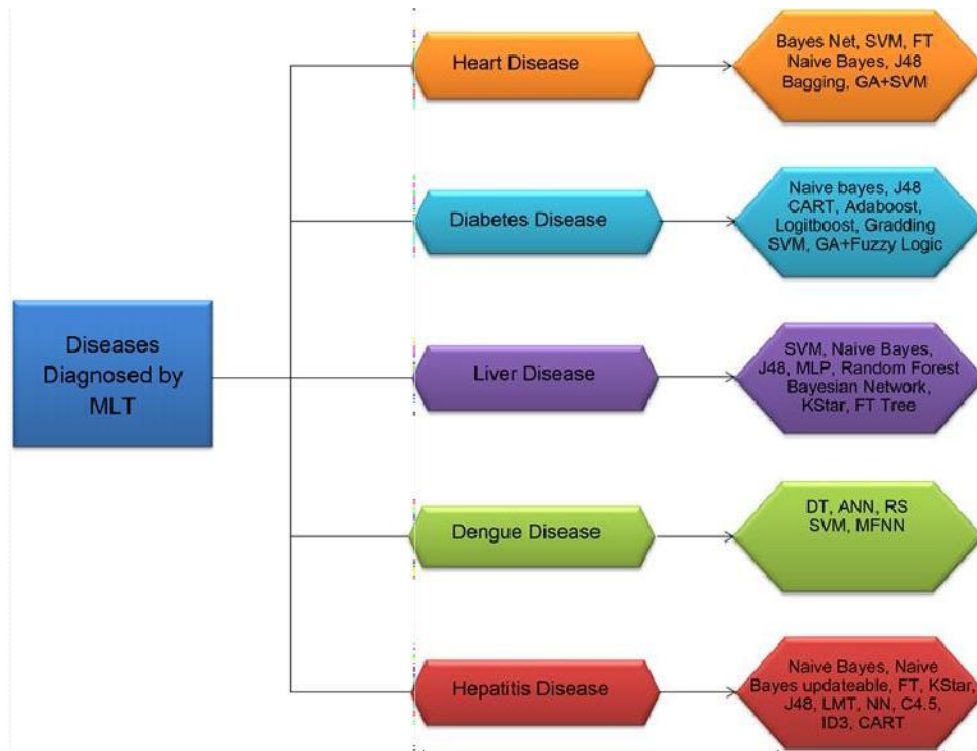 Diseases
Diagnosed by
MLT
Heart Disease
Bayes Net, SVM, FT
Naive Bayes, J48
Bagging, GA+SVM
Diabetes Disease
Naive bayes, J48
CART, Adaboost,
Logitboost, Gradding
SVM, GA+Fuzzy Logic
Liver Disease
SVM, Naive Bayes,
J48, MLP, Random Forest
Bayesian Network,
KStar, FT Tree
Dengue Disease
DT, ANN, RS
SVM, MFNN
Hepatitis Disease
Naive Bayes, Naive
Bayes updateable, FT, KStar,
J48, LMT, NN, C4.5,
ID3, CART